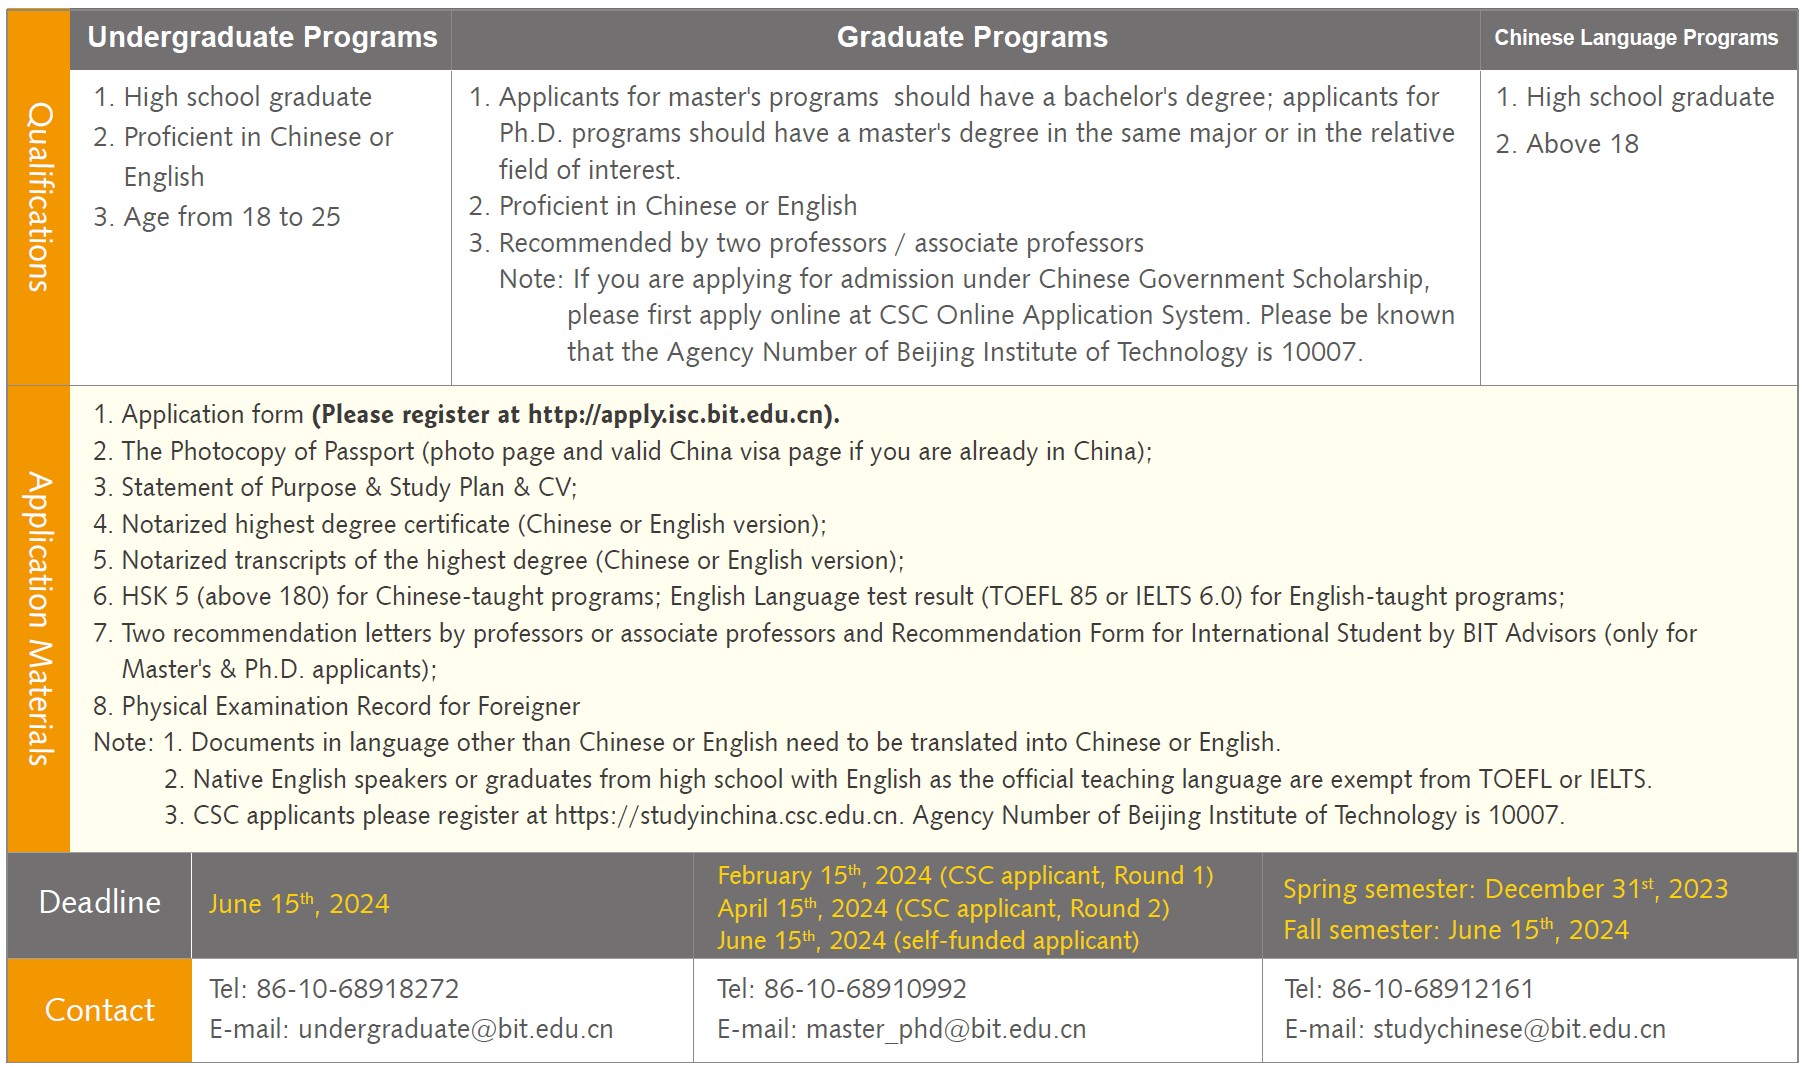 Undergraduate Programs
Graduate Programs
Chinese Language Programs
Qualifications
1. High school graduate
2. Proficient in Chinese or
English
3. Age from 18 to 25
1. Applicants for master's programs should have a bachelor's degree; applicants for
Ph.D. programs should have a master's degree in the same major or in the relative
field of interest.
2. Proficient in Chinese or English
3. Recommended by two professors / associate professors
Note: If you are applying for admission under Chinese Government Scholarship,
please first apply online at CSC Online Application System. Please be known
that the Agency Number of Beijing Institute of Technology is 10007.
1. High school graduate
2. Above 18
Application Materials
1. Application form (Please register at http://apply.isc.bit.edu.cn).
2. The Photocopy of Passport (photo page and valid China visa page if you are already in China);
3. Statement of Purpose & Study Plan & CV;
4. Notarized highest degree certificate (Chinese or English version);
5. Notarized transcripts of the highest degree (Chinese or English version);
6. HSK 5 (above 180) for Chinese-taught programs; English Language test result (TOEFL 85 or IELTS 6.0) for English-taught programs;
7. Two recommendation letters by professors or associate professors and Recommendation Form for International Student by BIT Advisors (only for
Master's & Ph.D. applicants);
8. Physical Examination Record for Foreigner
Note: 1. Documents in language other than Chinese or English need to be translated into Chinese or English.
2. Native English speakers or graduates from high school with English as the official teaching language are exempt from TOEFL or IELTS.
3. CSC applicants please register at https://studyinchina.csc.edu.cn. Agency Number of Beijing Institute of Technology is 10007.
Deadline
June 15th, 2024
February 15th, 2024 (CSC applicant, Round 1)
April 15th, 2024 (CSC applicant, Round 2)
June 15th, 2024 (self-funded applicant)
Spring semester: December 31st, 2023
Fall semester: June 15th, 2024
Contact
Tel: 86-10-68918272
E-mail: undergraduate@bit.edu.cn
Tel: 86-10-68910992
E-mail: master_phd@bit.edu.cn
Tel: 86-10-68912161
E-mail: studychinese@bit.edu.cn